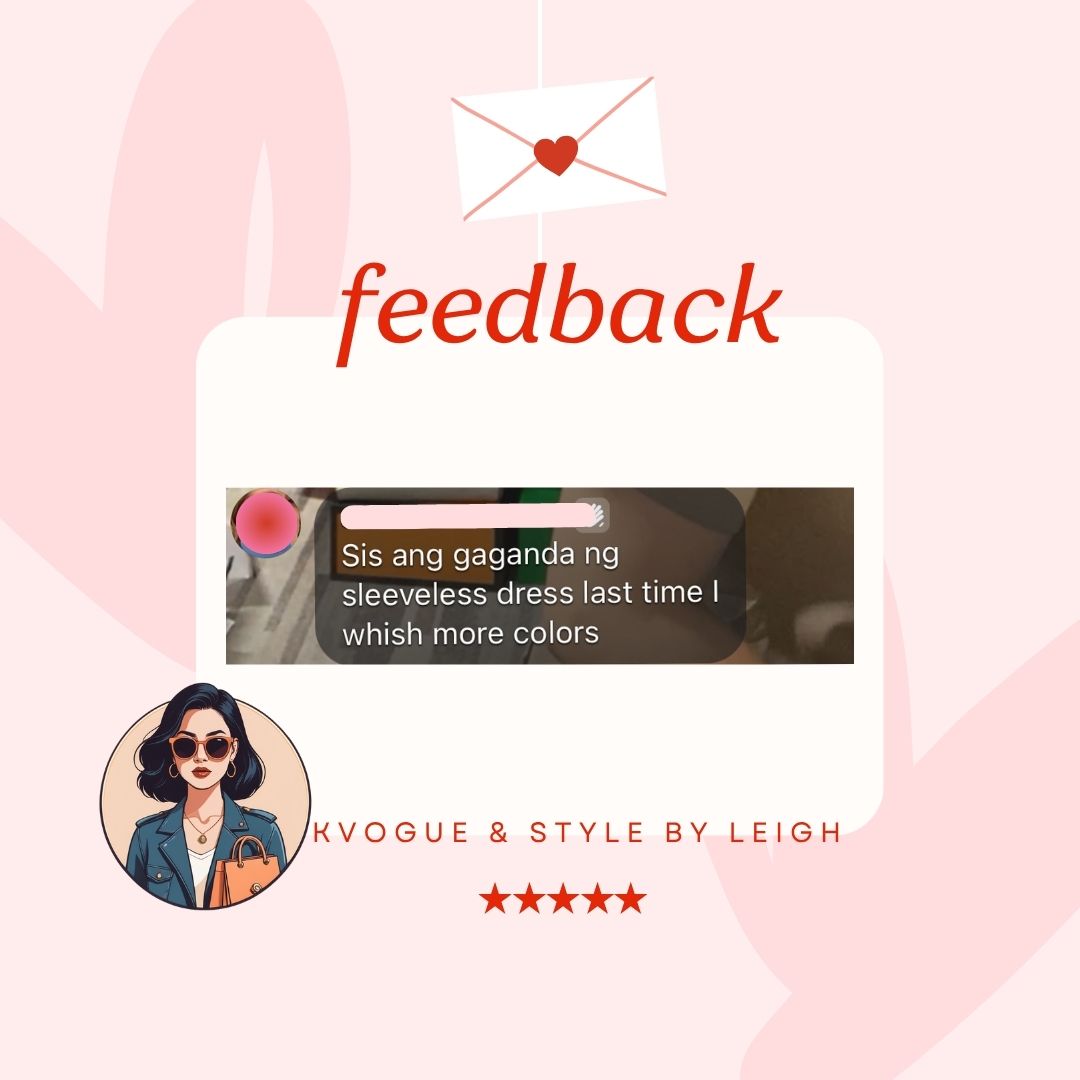 feedback
Sis ang gaganda ng
sleeveless dress last time I
whish more colors
KVOGUE & STYLE BY LEIGH